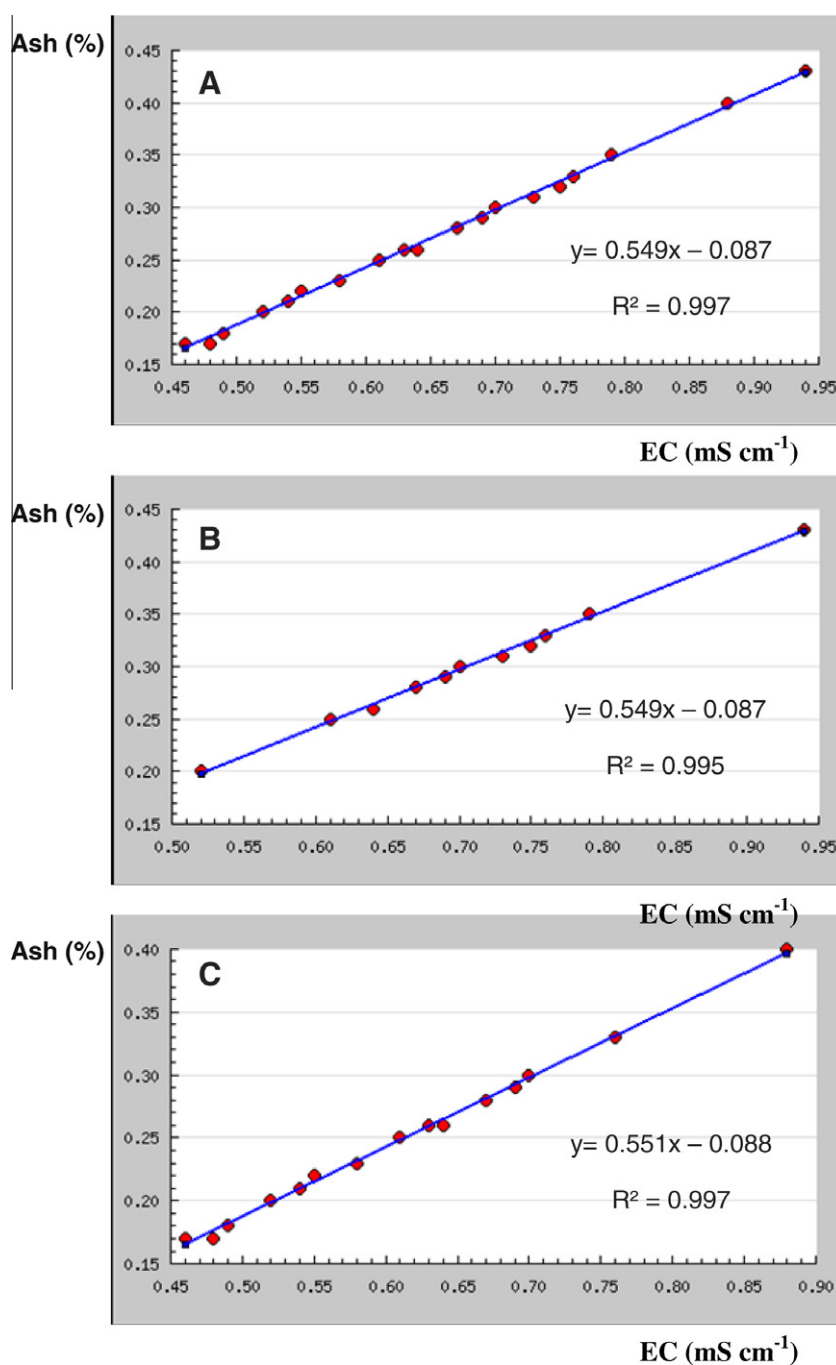 Ash (%)
A
0.45
0.40
0.35
0.30
0.25
0.20
0.15
y= 0.549x – 0.087
R² = 0.997
0.45 0.50 0.55 0.60 0.65 0.70 0.75 0.80 0.85 0.90 0.95
EC (mS cm⁻¹)
Ash (%)
B
0.45
0.40
0.35
0.30
0.25
0.20
0.15
y= 0.549x – 0.087
R² = 0.995
0.50 0.55 0.60 0.65 0.70 0.75 0.80 0.85 0.90 0.95
EC (mS cm⁻¹)
Ash (%)
C
0.40
0.35
0.30
0.25
0.20
0.15
y= 0.551x – 0.088
R² = 0.997
0.45 0.50 0.55 0.60 0.65 0.70 0.75 0.80 0.85 0.90
EC (mS cm⁻¹)